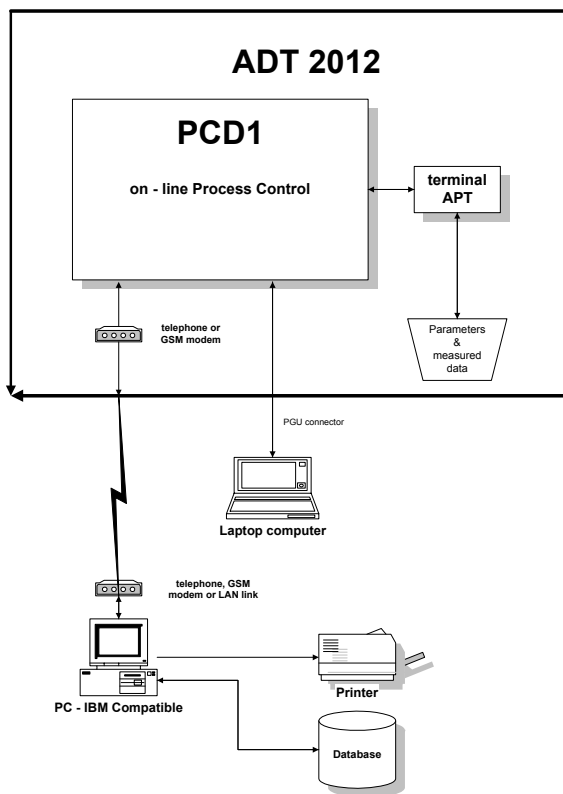 ADT 2012
PCD1
on - line Process Control
terminal
APT
telephone or
GSM modem
Parameters
&
measured
data
PGU connector
Laptop computer
telephone, GSM
modem or LAN link
PC - IBM Compatible
Printer
Database